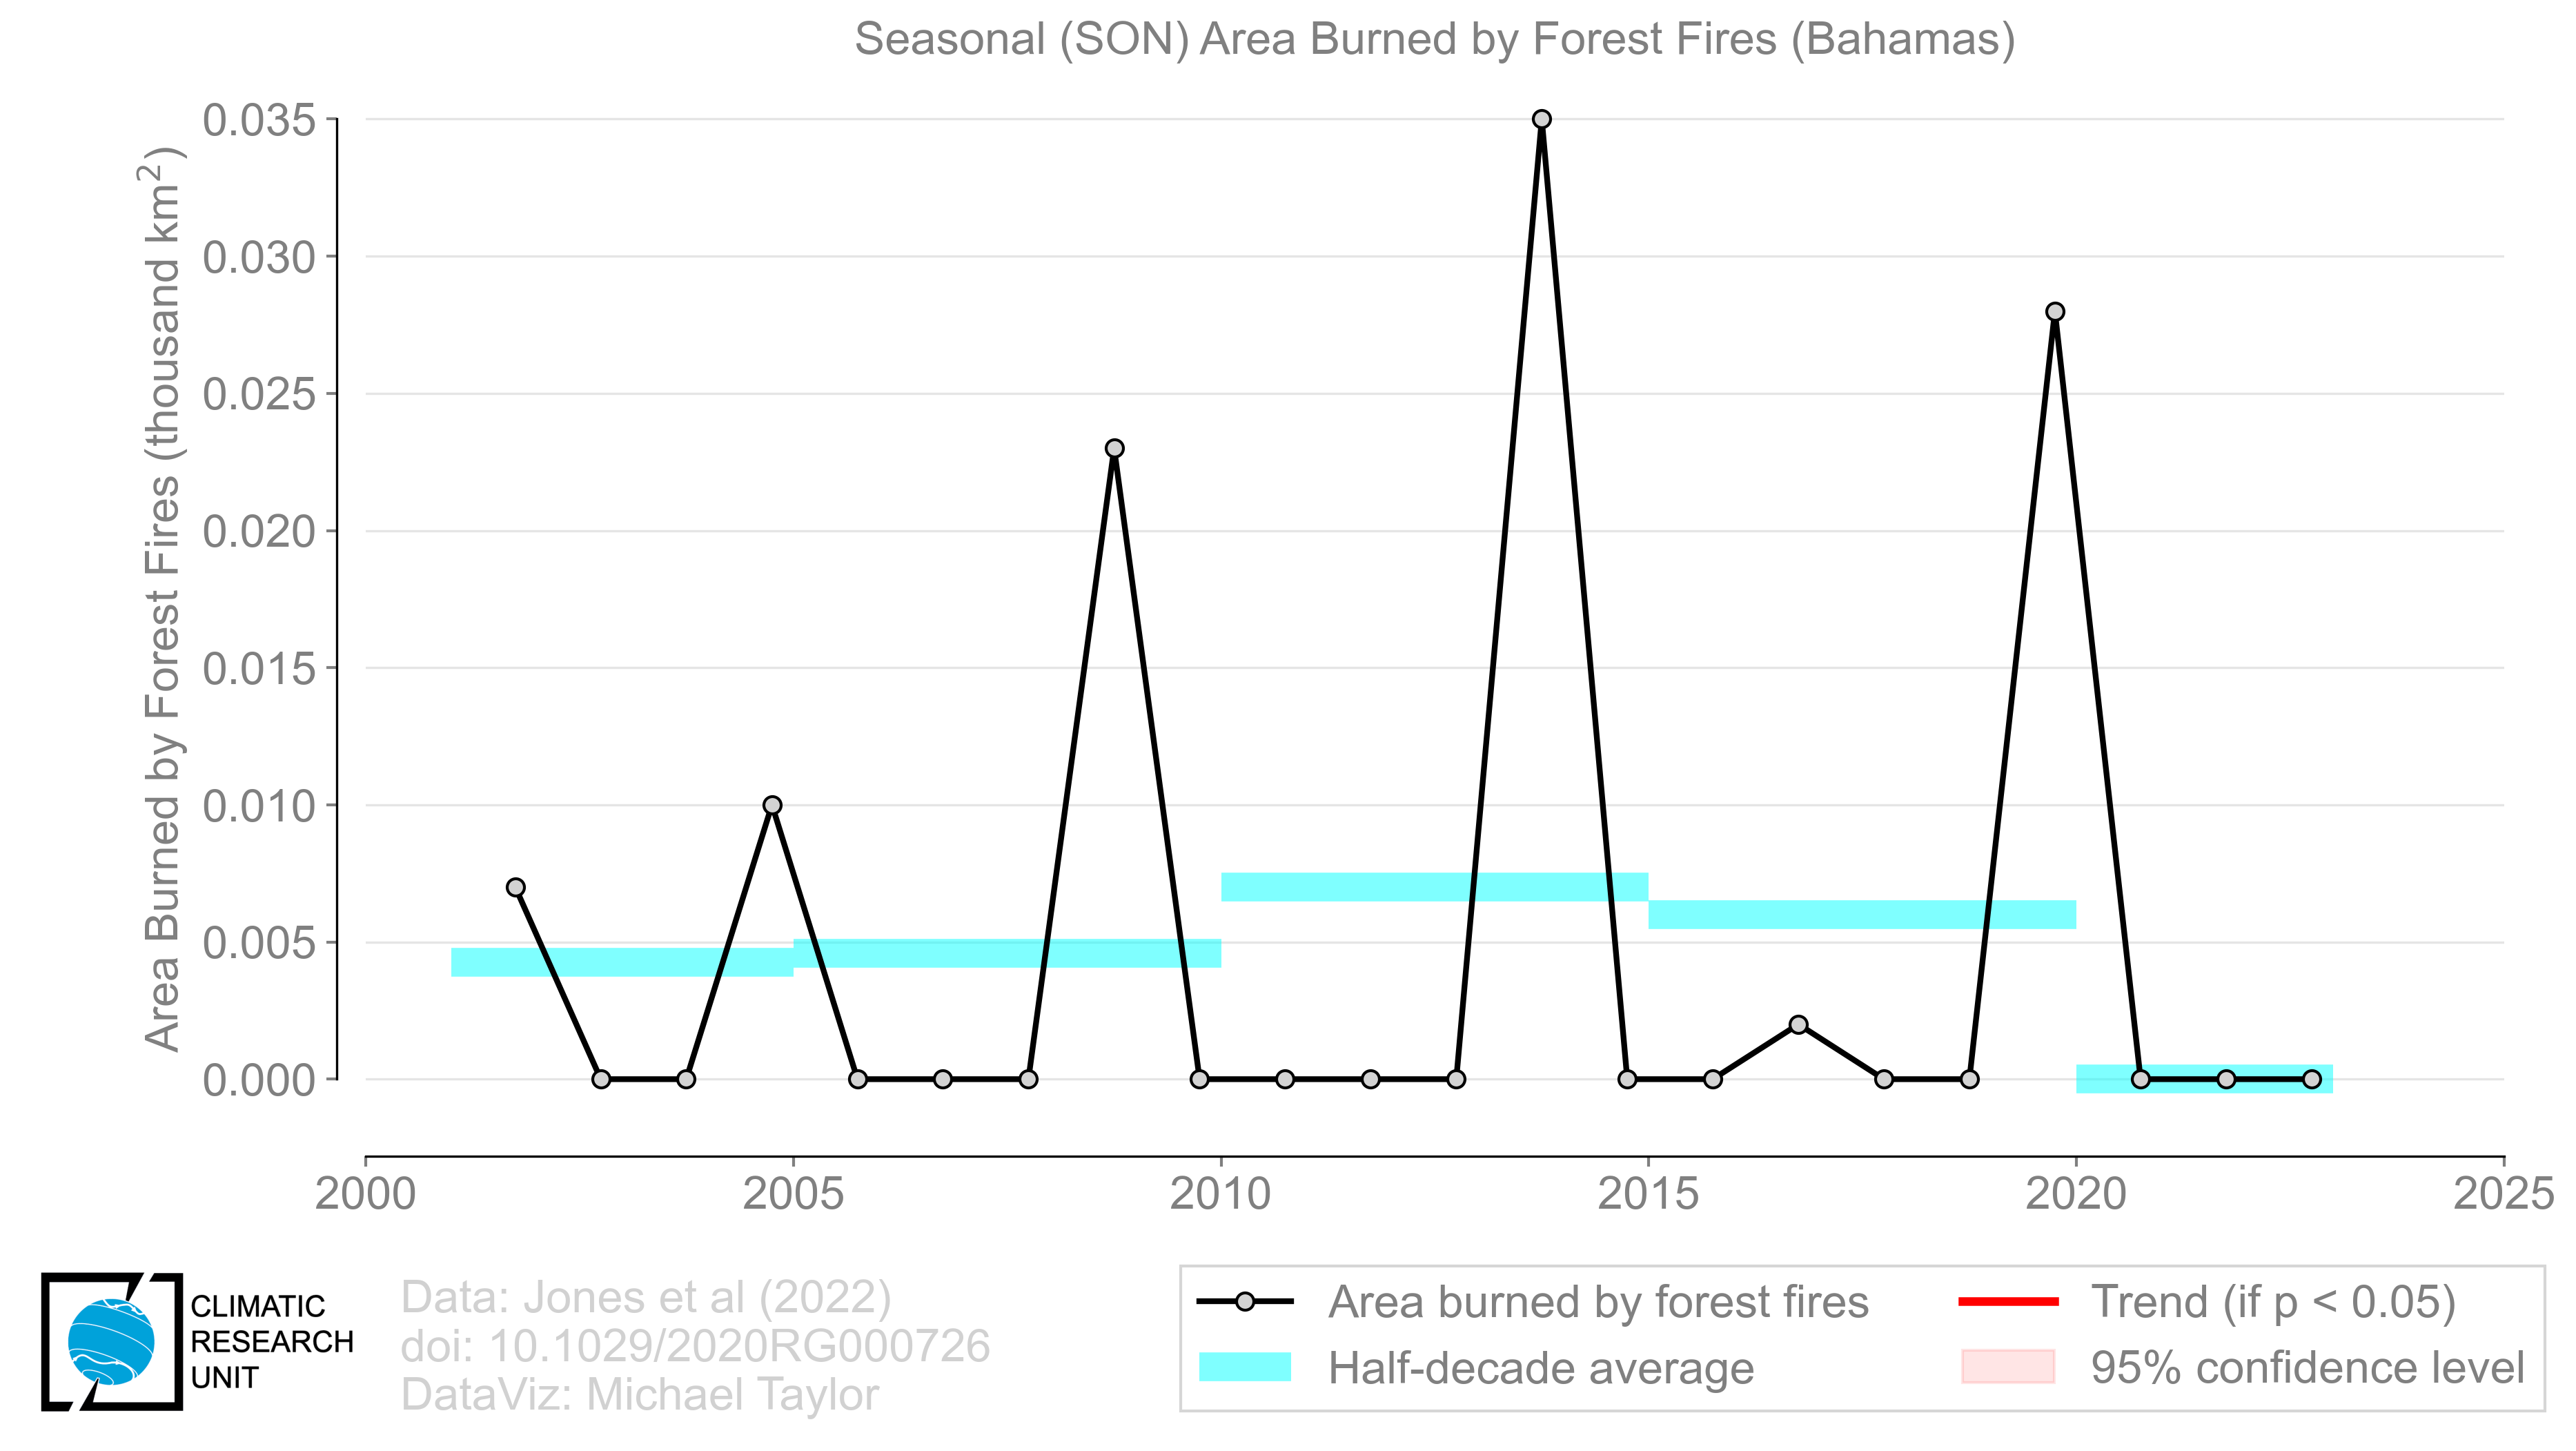 Seasonal (SON) Area Burned by Forest Fires (Bahamas)
Area Burned by Forest Fires (thousand km²)
0.035
0.030
0.025
0.020
0.015
0.010
0.005
0.000
2000 2005 2010 2015 2020 2025
CLIMATIC
RESEARCH
UNIT
Data: Jones et al (2022)
doi: 10.1029/2020RG000726
DataViz: Michael Taylor
Area burned by forest fires
Half-decade average
Trend (if p < 0.05)
95% confidence level